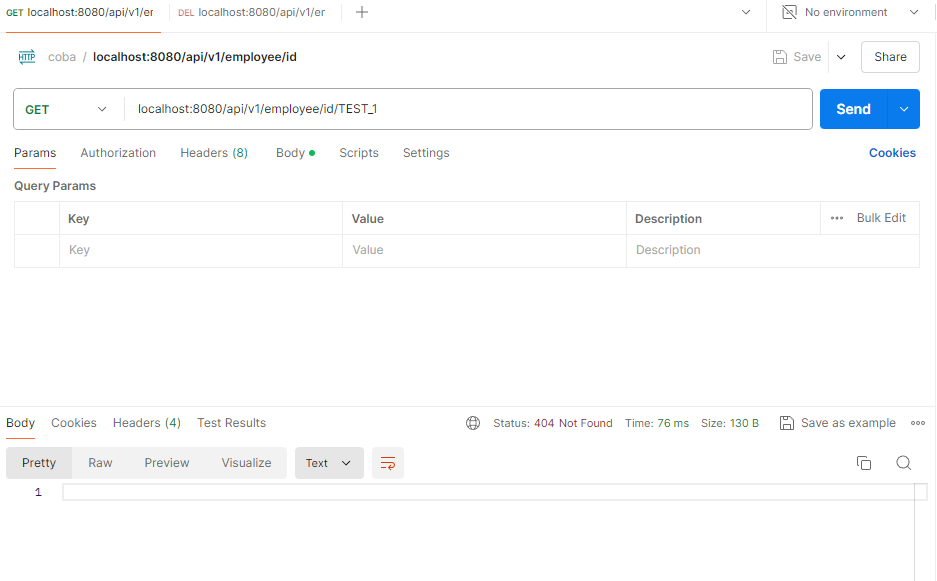 GET localhost:8080/api/v1/er DEL localhost:8080/api/v1/er + No environment
HTTP coba / localhost:8080/api/v1/employee/id Save Share
GET localhost:8080/api/v1/employee/id/TEST_1 Send
Params Authorization Headers (8) Body Scripts Settings Cookies
Query Params
Key Value Description ••• Bulk Edit
Key Value Description
Body Cookies Headers (4) Test Results Status: 404 Not Found Time: 76 ms Size: 130 B Save as example
Pretty Raw Preview Visualize Text
1